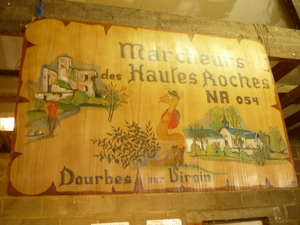 Marcheurs
des Hautes Roches
NA 054
Dourbes sur Viroin